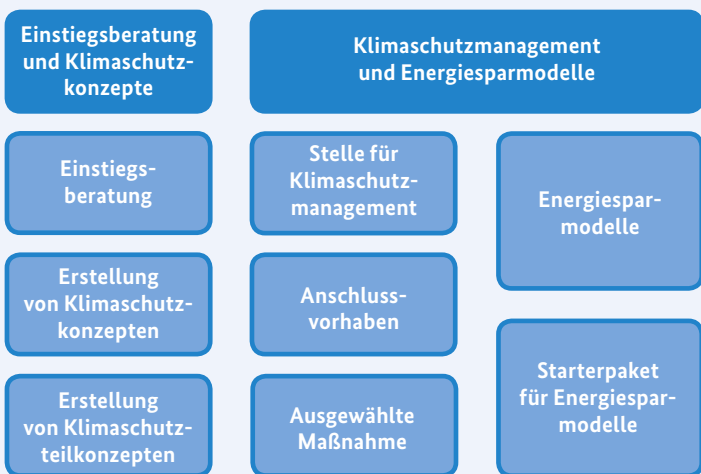 Einstiegsberatung
und Klimaschutz-
konzepte
Klimaschutzmanagement
und Energiesparmodelle
Einstiegs-
beratung
Erstellung
von Klimaschutz-
konzepten
Erstellung
von Klimaschutz-
teilkonzepten
Stelle für
Klimaschutz-
management
Anschluss-
vorhaben
Ausgewählte
Maßnahme
Energiespar-
modelle
Starterpaket
für Energiespar-
modelle